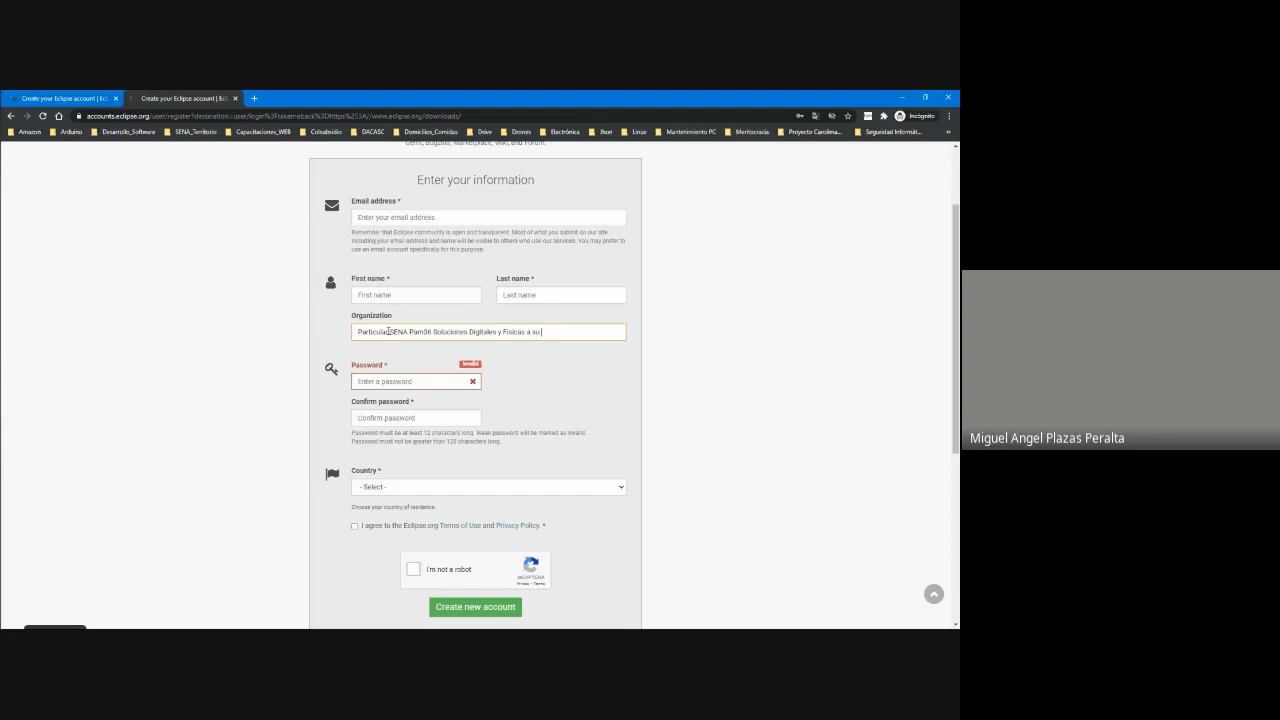 Create your Eclipse account | Ecl
Create your Eclipse account | Ecl
accounts.eclipse.org/user/register?destination=user/login%3Ftakemeback%3Dhttps%253A//www.eclipse.org/downloads/
Incógnito
Amazon Arduino Desarrollo_Software SENA_Territorio Capacitaciones_WEB Colsubsidio DACASC Domicilios_Comidas Drive Drones Electrónica Jhon Linux Mantenimiento PC Meritocracia Proyecto Carolina... Seguridad Informát... »
Gerrit, Bugzilla, Marketplace, Wiki, and Forum.
Enter your information
Email address *
Enter your email address
Remember that Eclipse community is open and transparent. Most of what you submit on our site,
including your email address and name will be visible to others who use our services. You may prefer to
use an email account specifically for this purpose.
First name * Last name *
First name Last name
Organization
SENA Pam06 Soluciones Digitales y Fisicas a su
Password * Invalid
Enter a password
Confirm password *
Confirm password
Password must be at least 12 characters long. Weak password will be marked as invalid.
Password must not be greater than 128 characters long.
Country *
- Select -
Choose your country of residence.
I agree to the Eclipse.org Terms of Use and Privacy Policy. *
I'm not a robot
reCAPTCHA
Privacy - Terms
Create new account
Miguel Angel Plazas Peralta